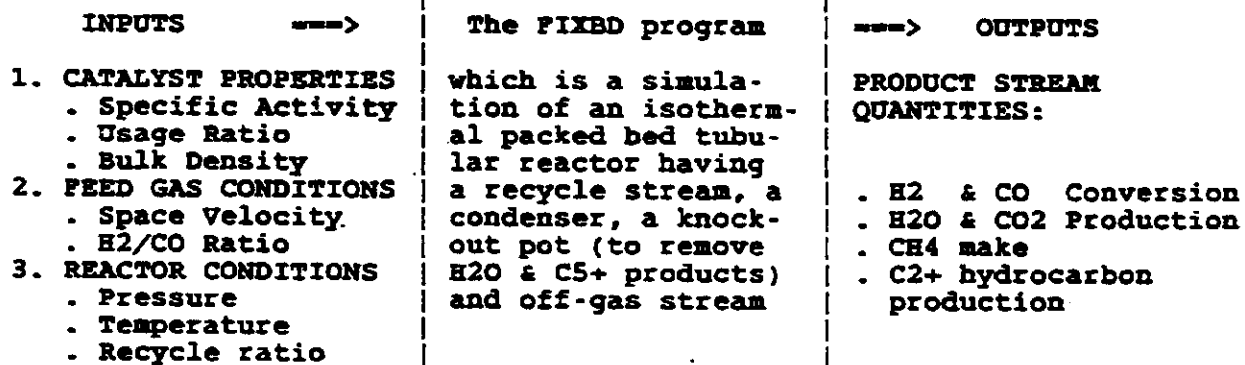 INPUTS ===>
1. CATALYST PROPERTIES
. Specific Activity
. Usage Ratio
. Bulk Density
2. FEED GAS CONDITIONS
. Space Velocity
. H2/CO Ratio
3. REACTOR CONDITIONS
. Pressure
. Temperature
. Recycle ratio
The FIXBD program
which is a simula-
tion of an isotherm-
al packed bed tubu-
lar reactor having
a recycle stream, a
condenser, a knock-
out pot (to remove
H2O & C5+ products)
and off-gas stream
===> OUTPUTS
PRODUCT STREAM
QUANTITIES:
. H2 & CO Conversion
. H2O & CO2 Production
. CH4 make
. C2+ hydrocarbon
production